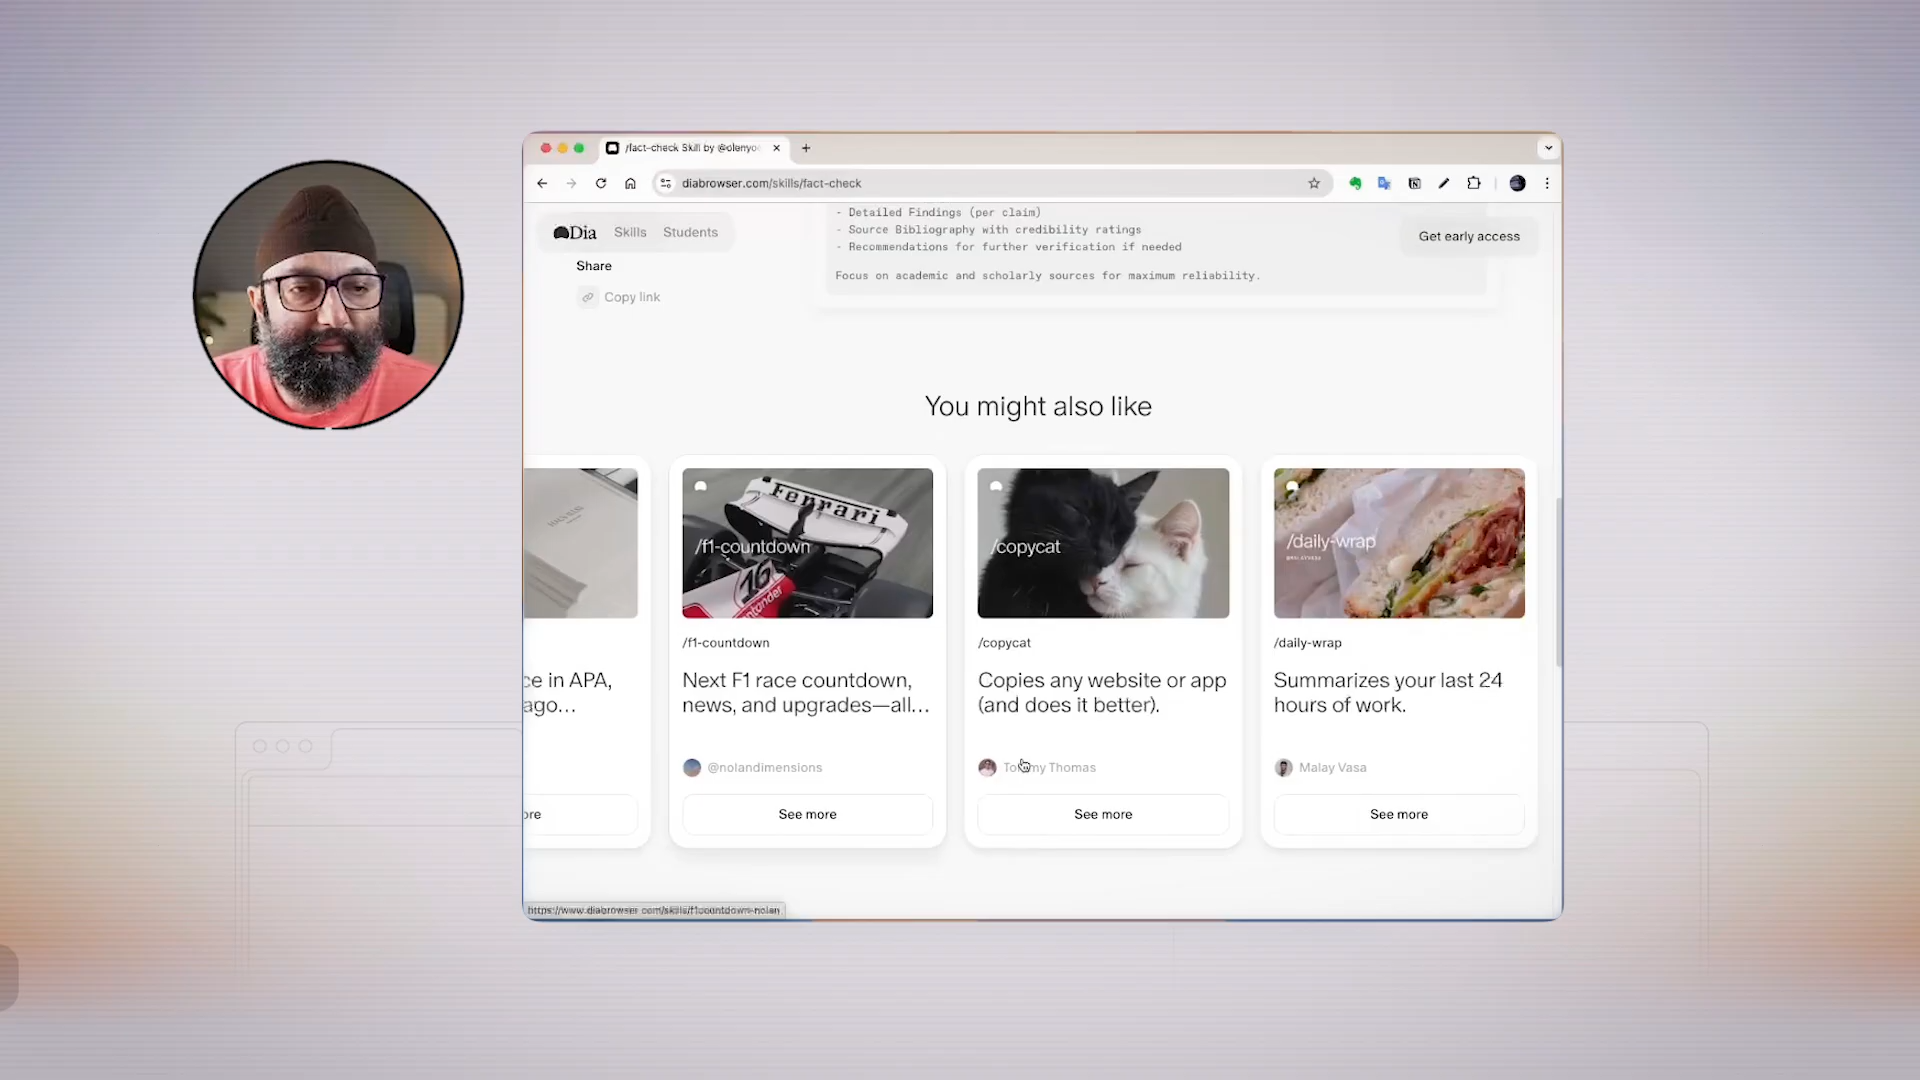 /fact-check Skill by @olenyo
diabrowser.com/skills/fact-check
Dia Skills Students
Get early access
- Detailed Findings (per claim)
- Source Bibliography with credibility ratings
- Recommendations for further verification if needed
Focus on academic and scholarly sources for maximum reliability.
Share
Copy link
You might also like
ce in APA,
ago...
ore
Ferrari
/f1-countdown
16
Santander
/f1-countdown
Next F1 race countdown,
news, and upgrades—all...
@nolandimensions
See more
/copycat
/copycat
Copies any website or app
(and does it better).
Tommy Thomas
See more
/daily-wrap
/daily-wrap
Summarizes your last 24
hours of work.
Malay Vasa
See more
https://www.diabrowser.com/skills/f1countdown-nolan